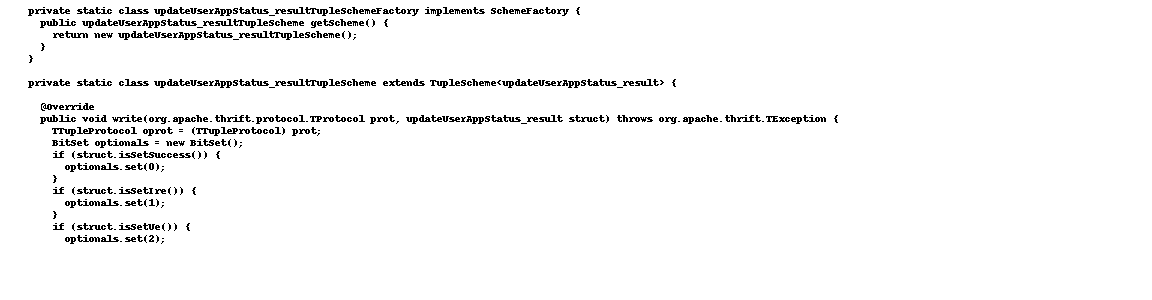 private static class updateUserAppStatus_resultTupleSchemeFactory implements SchemeFactory {
public updateUserAppStatus_resultTupleScheme getScheme() {
return new updateUserAppStatus_resultTupleScheme();
}
}
private static class updateUserAppStatus_resultTupleScheme extends TupleScheme<updateUserAppStatus_result> {
@Override
public void write(org.apache.thrift.protocol.TProtocol prot, updateUserAppStatus_result struct) throws org.apache.thrift.TException {
TTupleProtocol oprot = (TTupleProtocol) prot;
BitSet optionals = new BitSet();
if (struct.isSetSuccess()) {
optionals.set(0);
}
if (struct.isSetIre()) {
optionals.set(1);
}
if (struct.isSetUe()) {
optionals.set(2);